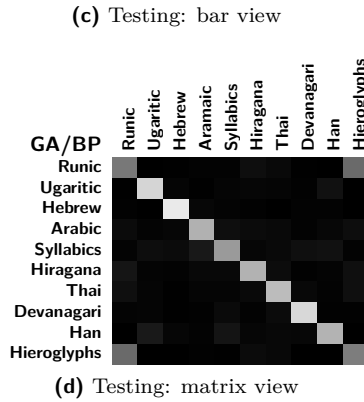 (c) Testing: bar view
GA/BP Runic Ugaritic Hebrew Aramaic Syllabics Hiragana Thai Devanagari Han Hieroglyphs
Runic
Ugaritic
Hebrew
Arabic
Syllabics
Hiragana
Thai
Devanagari
Han
Hieroglyphs
(d) Testing: matrix view